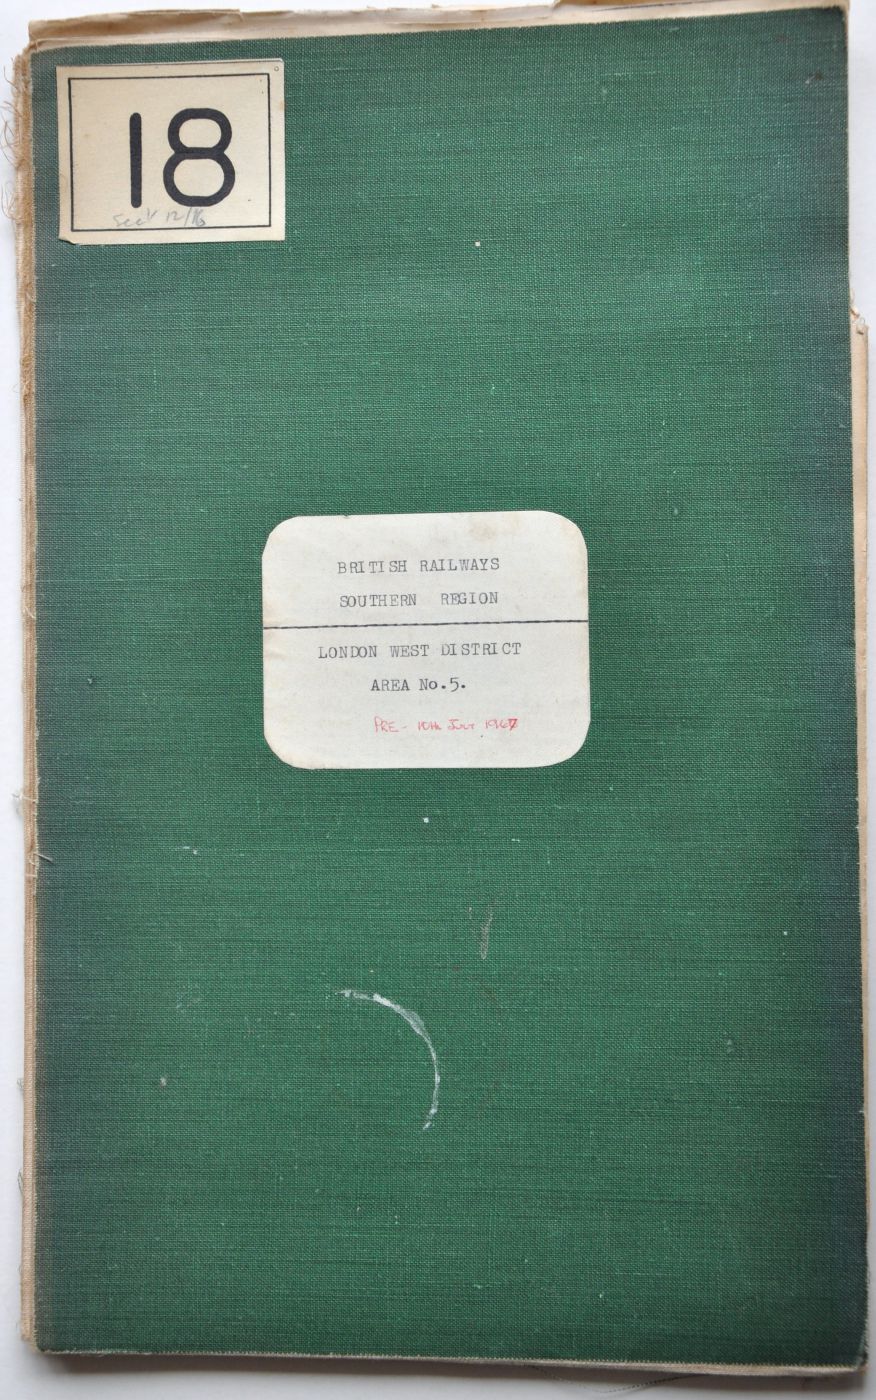 18
Sec 12/16
BRITISH RAILWAYS
SOUTHERN REGION
LONDON WEST DISTRICT
AREA No.5.
PRE - 10th July 1967